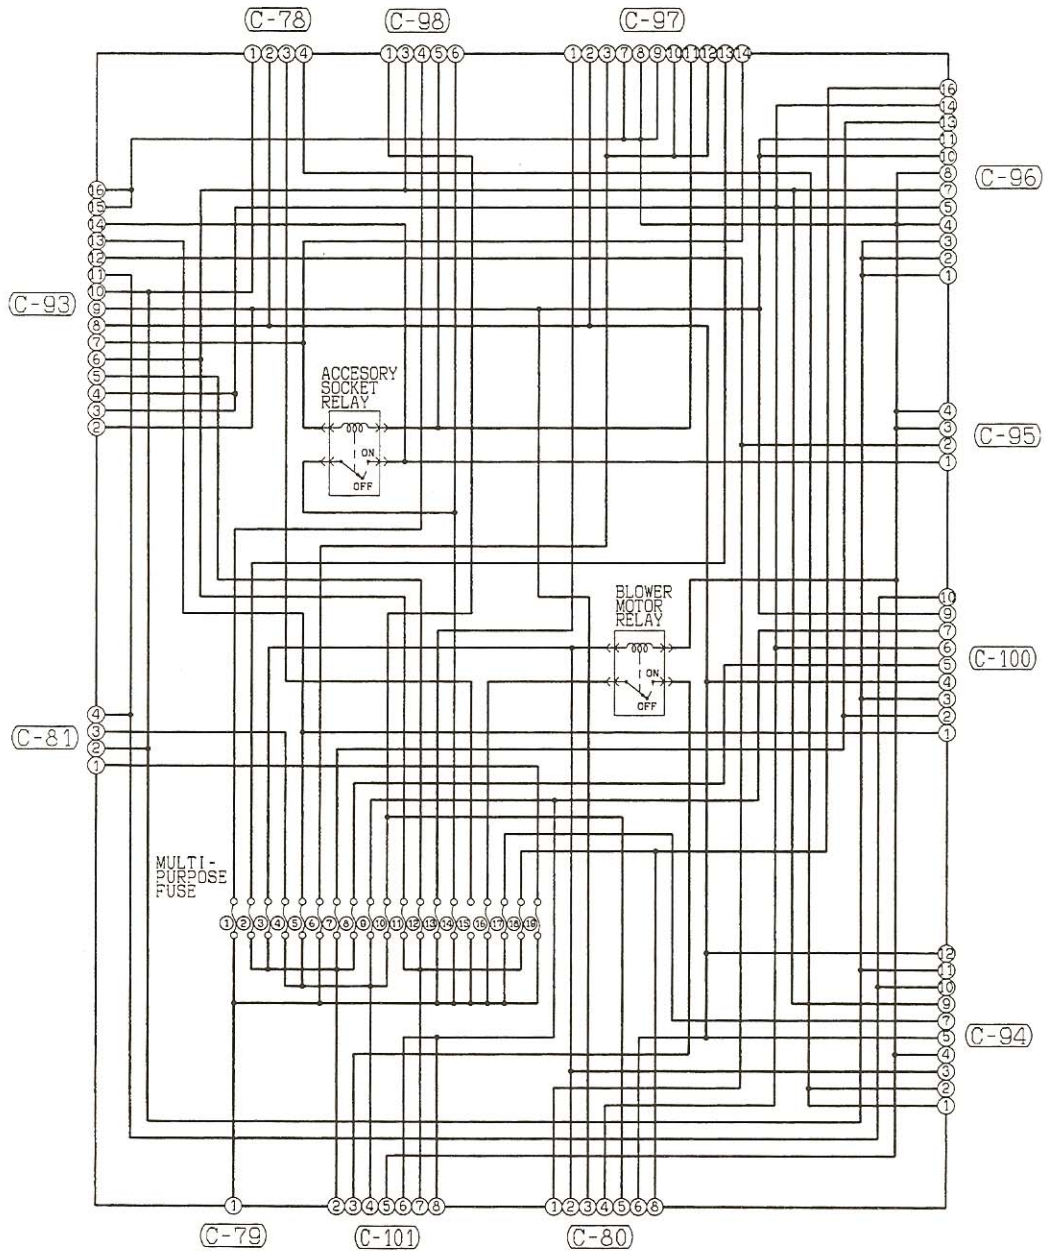 C-78 C-98 C-97
1 2 3 4 1 3 4 5 6 1 2 3 7 8 9 10 11 12 13 14
16
14
13
11
10
8
7
5
4
3
2
1
C-96
16
15
14
13
12
11
10
9
8
7
6
5
4
3
2
C-93
ACCESORY
SOCKET
RELAY
ON
OFF
4
3
2
1
C-95
BLOWER
MOTOR
RELAY
ON
OFF
10
9
7
6
5
4
3
2
1
C-100
4
3
2
1
C-81
MULTI-
PURPOSE
FUSE
1 2 3 4 5 6 7 8 9 10 11 12 13 14 15 16 17 18 19
12
11
10
9
7
5
4
3
2
1
C-94
1 2 3 4 5 6 7 8 1 2 3 4 5 6 8
C-79 C-101 C-80